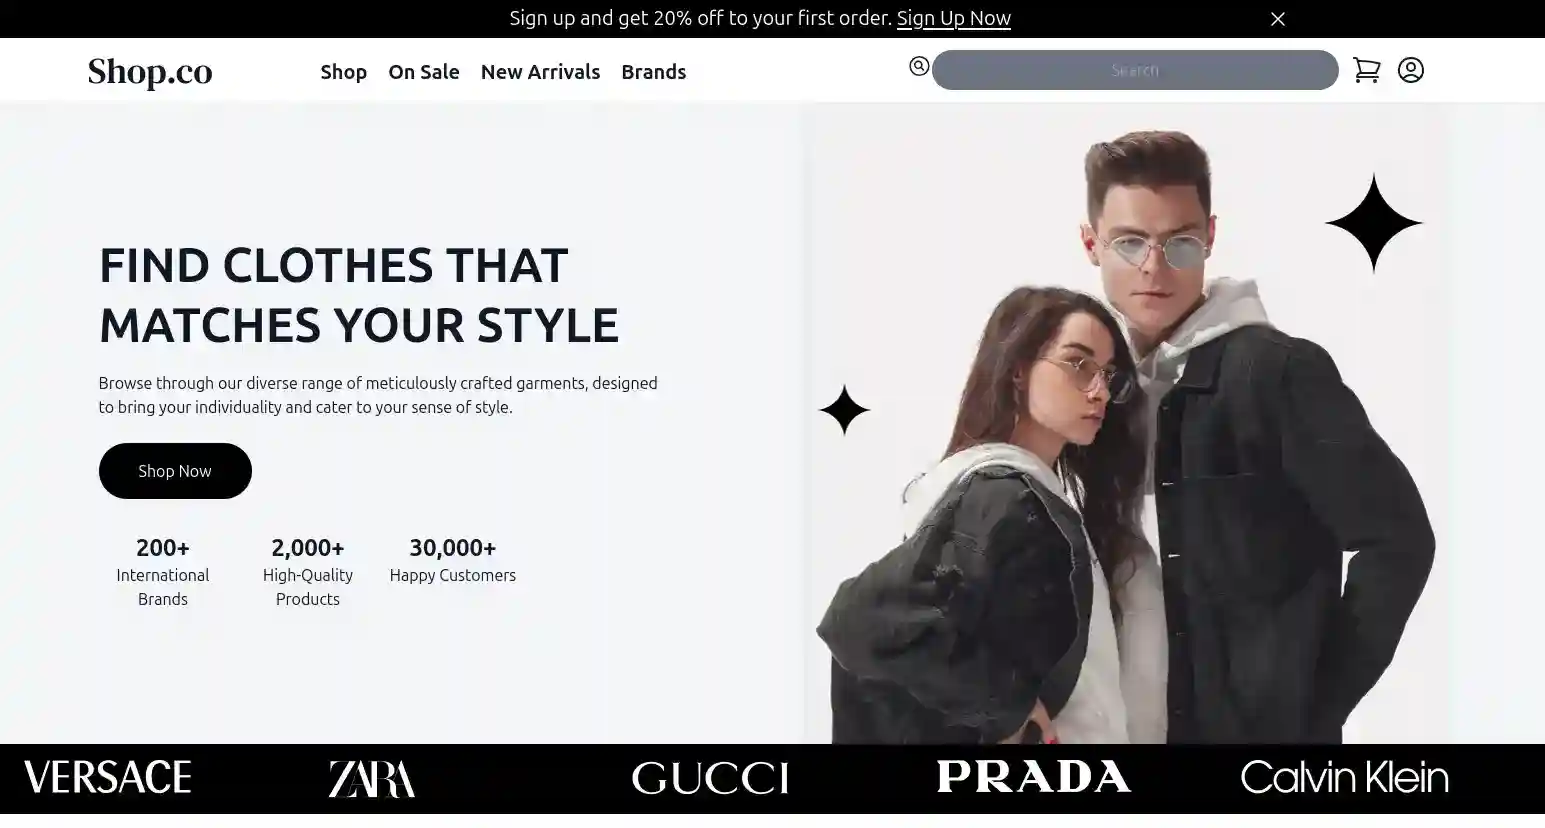 Sign up and get 20% off to your first order. Sign Up Now
Shop.co
Shop On Sale New Arrivals Brands
Search
FIND CLOTHES THAT
MATCHES YOUR STYLE
Browse through our diverse range of meticulously crafted garments, designed
to bring your individuality and cater to your sense of style.
Shop Now
200+
International
Brands
2,000+
High-Quality
Products
30,000+
Happy Customers
VERSACE ZARA GUCCI PRADA Calvin Klein